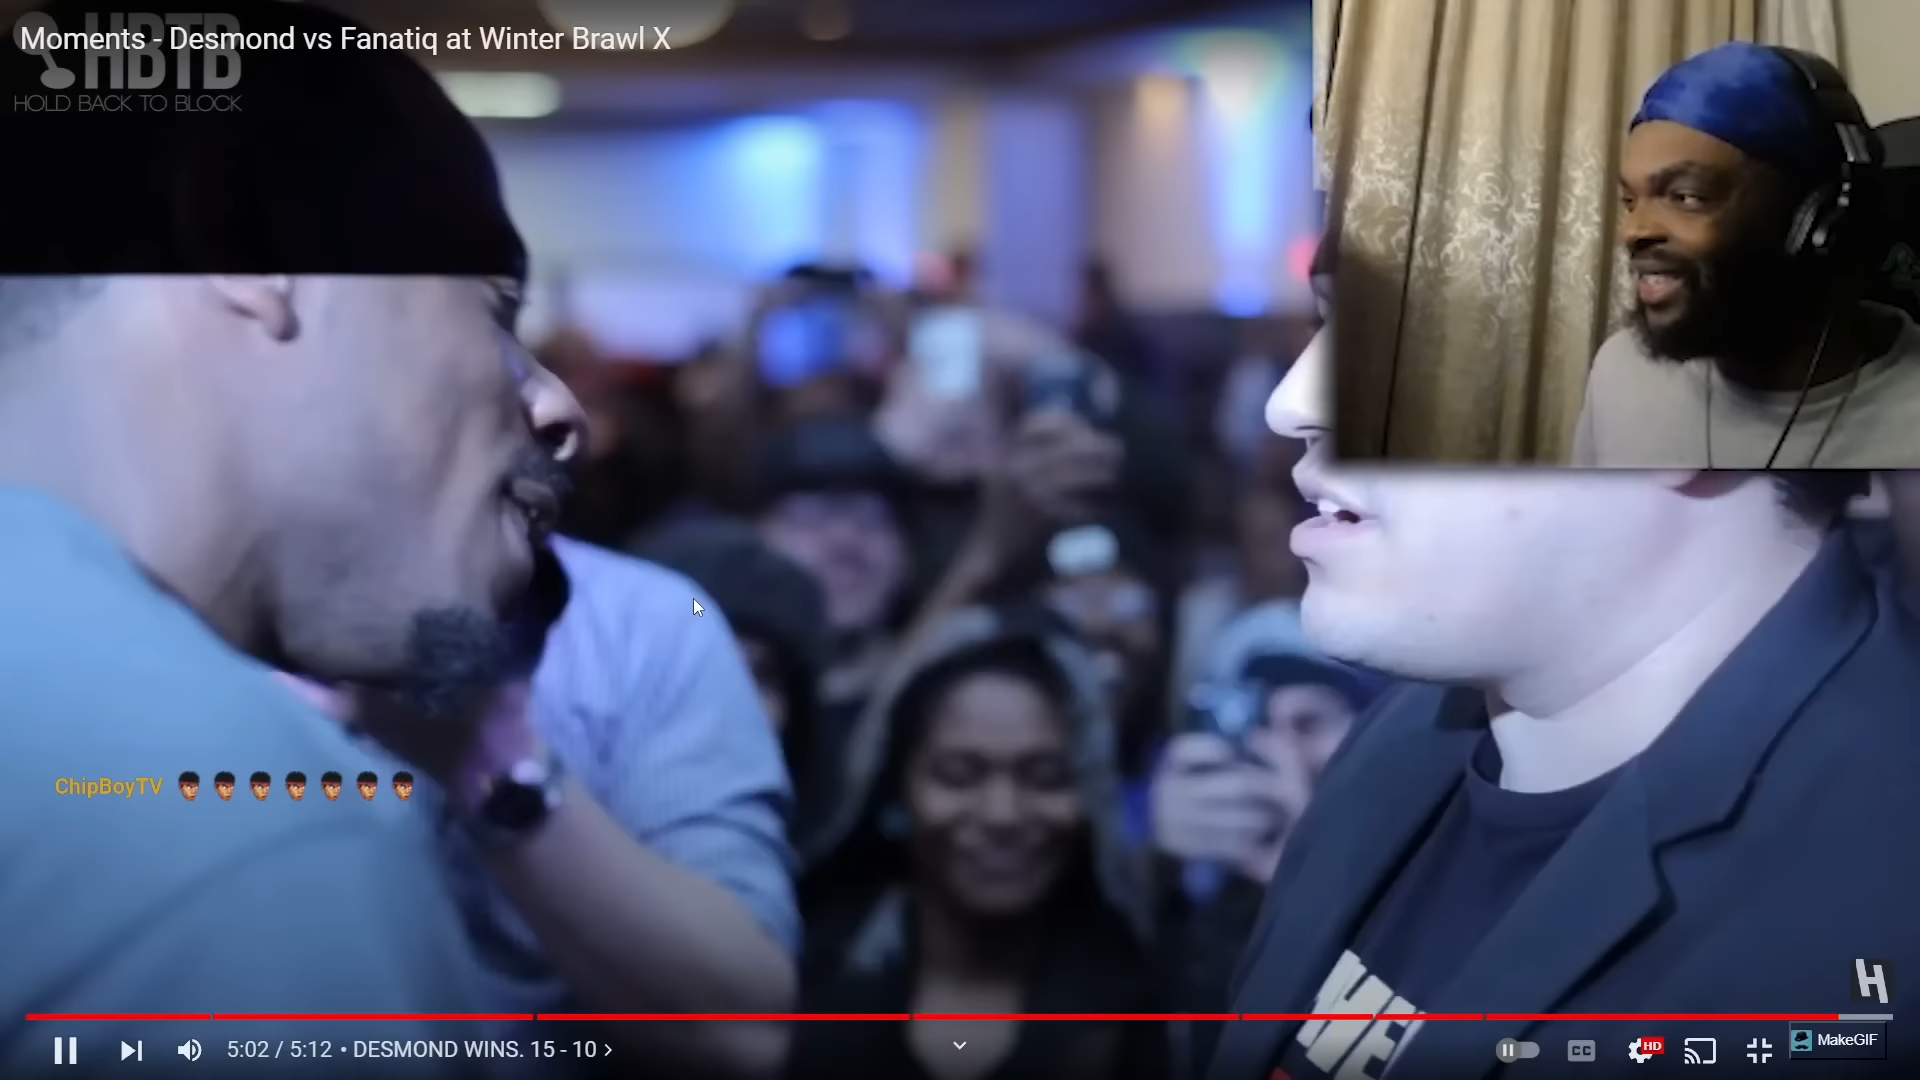 Moments - Desmond vs Fanatiq at Winter Brawl X
HBTB
HOLD BACK TO BLOCK
ChipBoyTV
H
5:02 / 5:12 • DESMOND WINS. 15 - 10 >
CC
HD
MakeGIF